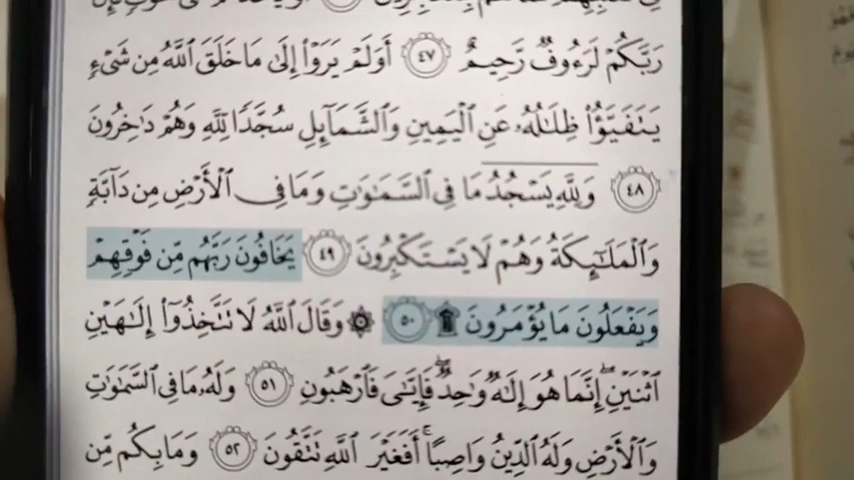 رَبَّكُمْ لَرَءُوفٌ رَّحِيمٌ ٤٧ أَوَلَمْ يَرَوْا۟ إِلَىٰ مَا خَلَقَ ٱللَّهُ مِن شَىْءٍ
يَتَفَيَّؤُا۟ ظِلَـٰلُهُۥ عَنِ ٱلْيَمِينِ وَٱلشَّمَآئِلِ سُجَّدًا لِّلَّهِ وَهُمْ دَٰخِرُونَ
٤٨ وَلِلَّهِ يَسْجُدُ مَا فِى ٱلسَّمَـٰوَٰتِ وَمَا فِى ٱلْأَرْضِ مِن دَآبَّةٍ
وَٱلْمَلَـٰٓئِكَةُ وَهُمْ لَا يَسْتَكْبِرُونَ ٤٩ يَخَافُونَ رَبَّهُم مِّن فَوْقِهِمْ
وَيَفْعَلُونَ مَا يُؤْمَرُونَ ۩ ٥٠ ۞ وَقَالَ ٱللَّهُ لَا تَتَّخِذُوٓا۟ إِلَـٰهَيْنِ
ٱثْنَيْنِ ۖ إِنَّمَا هُوَ إِلَـٰهٌ وَٰحِدٌ ۖ فَإِيَّـٰىَ فَٱرْهَبُونِ ٥١ وَلَهُۥ مَا فِى ٱلسَّمَـٰوَٰتِ
وَٱلْأَرْضِ وَلَهُ ٱلدِّينُ وَاصِبًا ۚ أَفَغَيْرَ ٱللَّهِ تَتَّقُونَ ٥٢ وَمَا بِكُم مِّن